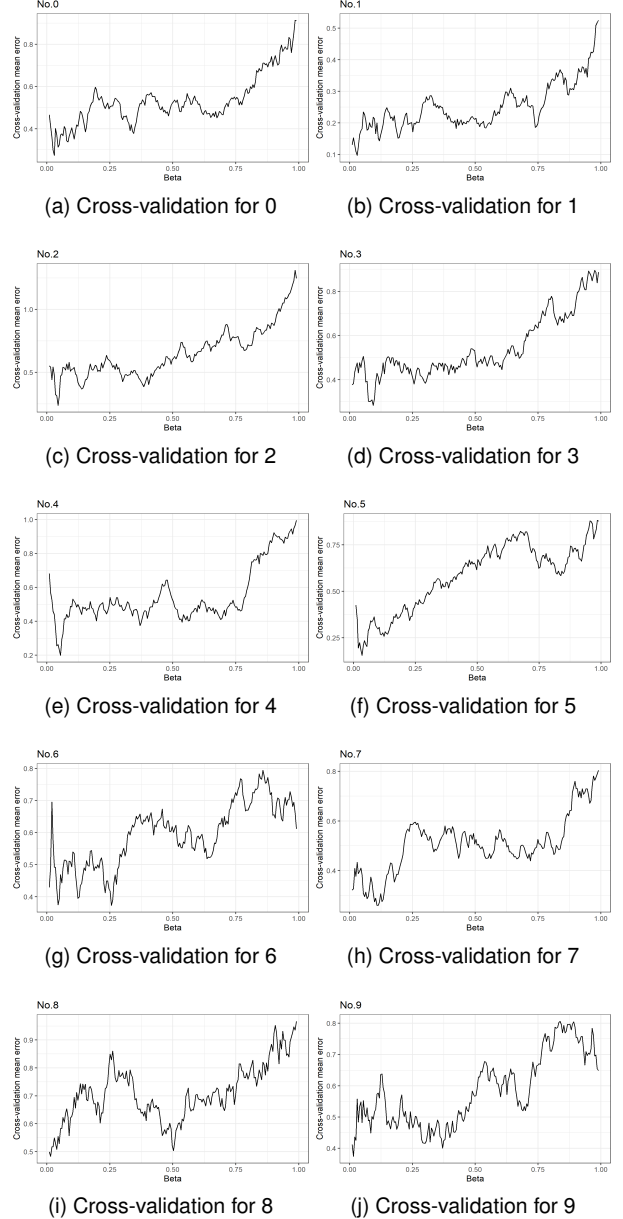 No.0
Cross-validation mean error
0.8
0.6
0.4
0.00 0.25 0.50 0.75 1.00
Beta
(a) Cross-validation for 0
No.1
Cross-validation mean error
0.5
0.4
0.3
0.2
0.1
0.00 0.25 0.50 0.75 1.00
Beta
(b) Cross-validation for 1
No.2
Cross-validation mean error
1.0
0.5
0.00 0.25 0.50 0.75 1.00
Beta
(c) Cross-validation for 2
No.3
Cross-validation mean error
0.8
0.6
0.4
0.00 0.25 0.50 0.75 1.00
Beta
(d) Cross-validation for 3
No.4
Cross-validation mean error
1.0
0.8
0.6
0.4
0.2
0.00 0.25 0.50 0.75 1.00
Beta
(e) Cross-validation for 4
No.5
Cross-validation mean error
0.75
0.50
0.25
0.00 0.25 0.50 0.75 1.00
Beta
(f) Cross-validation for 5
No.6
Cross-validation mean error
0.8
0.7
0.6
0.5
0.4
0.00 0.25 0.50 0.75 1.00
Beta
(g) Cross-validation for 6
No.7
Cross-validation mean error
0.8
0.7
0.6
0.5
0.4
0.3
0.00 0.25 0.50 0.75 1.00
Beta
(h) Cross-validation for 7
No.8
Cross-validation mean error
0.9
0.8
0.7
0.6
0.5
0.00 0.25 0.50 0.75 1.00
Beta
(i) Cross-validation for 8
No.9
Cross-validation mean error
0.8
0.7
0.6
0.5
0.4
0.00 0.25 0.50 0.75 1.00
Beta
(j) Cross-validation for 9